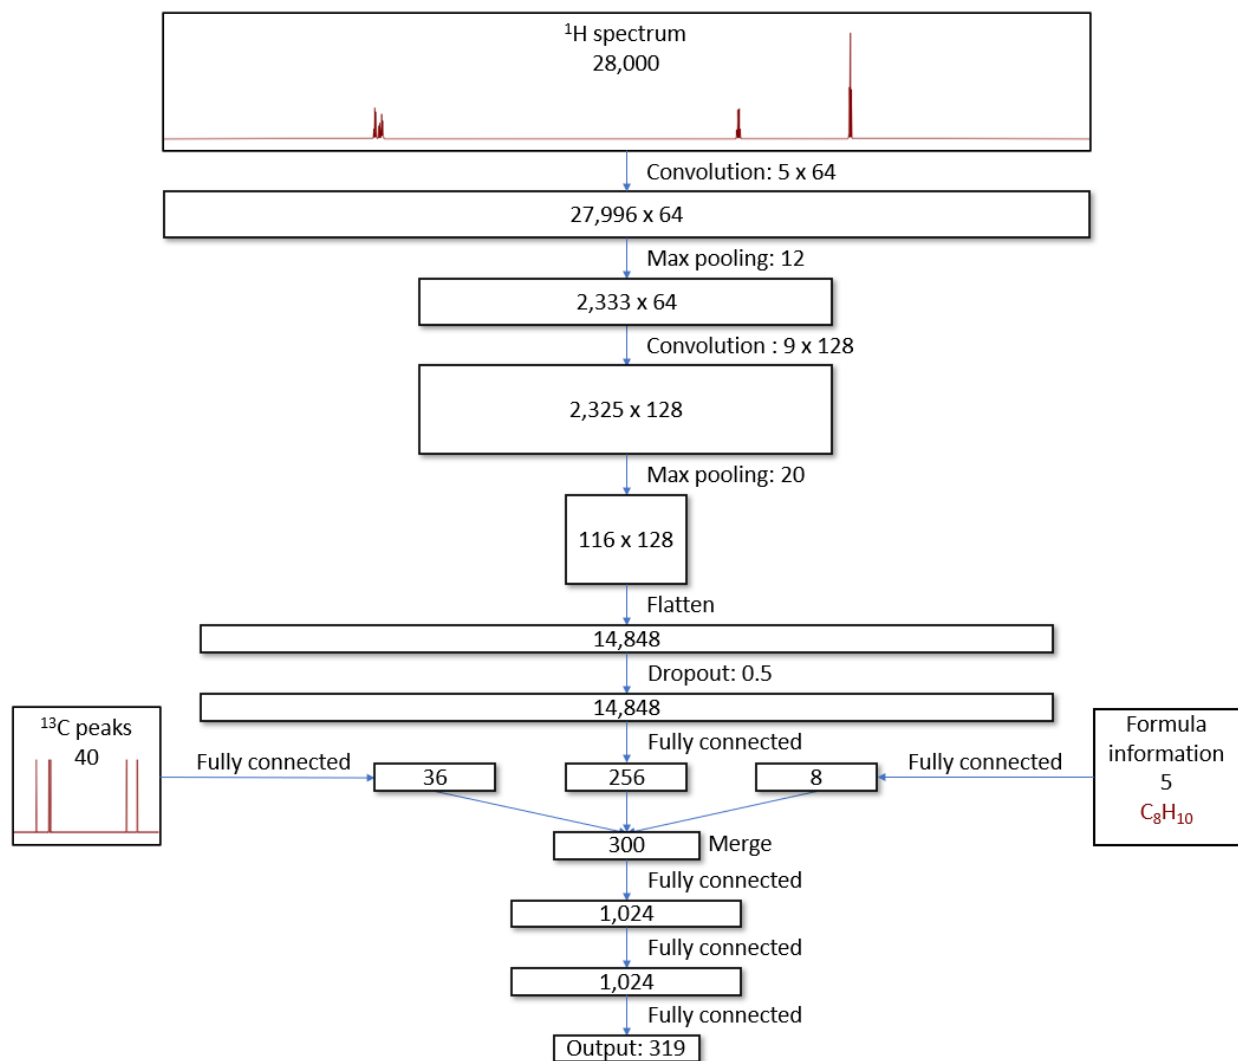 ¹H spectrum
28,000
Convolution: 5 x 64
27,996 x 64
Max pooling: 12
2,333 x 64
Convolution : 9 x 128
2,325 x 128
Max pooling: 20
116 x 128
Flatten
14,848
Dropout: 0.5
14,848
¹³C peaks
40
Fully connected
Fully connected
Fully connected
Formula
information
5
C₈H₁₀
36
256
8
300
Merge
Fully connected
1,024
Fully connected
1,024
Fully connected
Output: 319